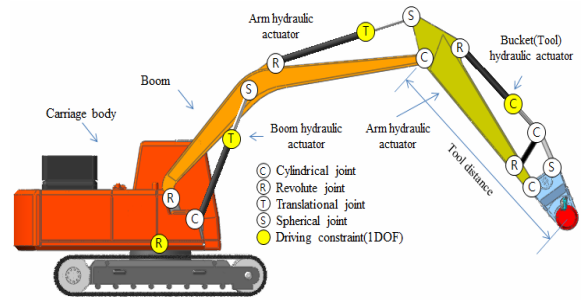 Arm hydraulic
actuator
T
S
R
C
R
Bucket(Tool)
hydraulic actuator
Boom
S
C
Carriage body
T
Boom hydraulic
actuator
Arm hydraulic
actuator
C
Tool distance
R
S
C
R
C
R
C Cylindrical joint
R Revolute joint
T Translational joint
S Spherical joint
Driving constraint(1DOF)